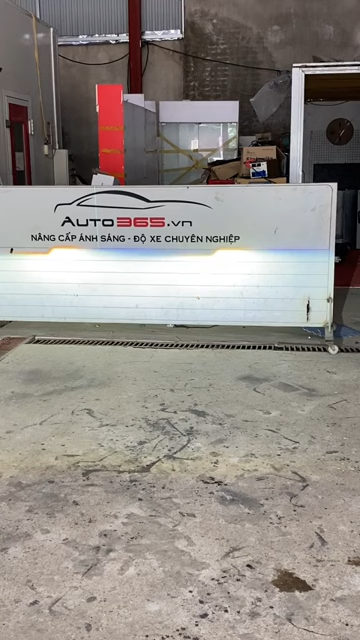 AUTO365.VN
NÂNG CẤP ÁNH SÁNG - ĐỘ XE CHUYÊN NGHIỆP